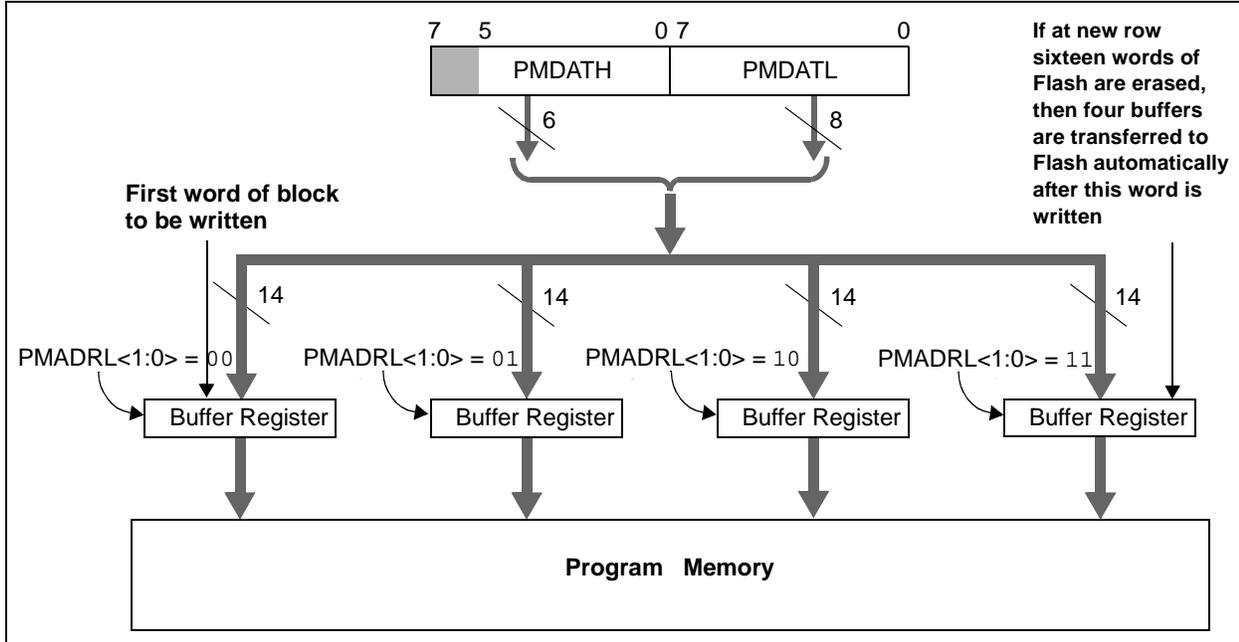 7 5 0 7 0
PMDATH PMDATL
6 8
If at new row
sixteen words of
Flash are erased,
then four buffers
are transferred to
Flash automatically
after this word is
written
First word of block
to be written
14 14 14 14
PMADRL<1:0> = 00 PMADRL<1:0> = 01 PMADRL<1:0> = 10 PMADRL<1:0> = 11
Buffer Register Buffer Register Buffer Register Buffer Register
Program Memory